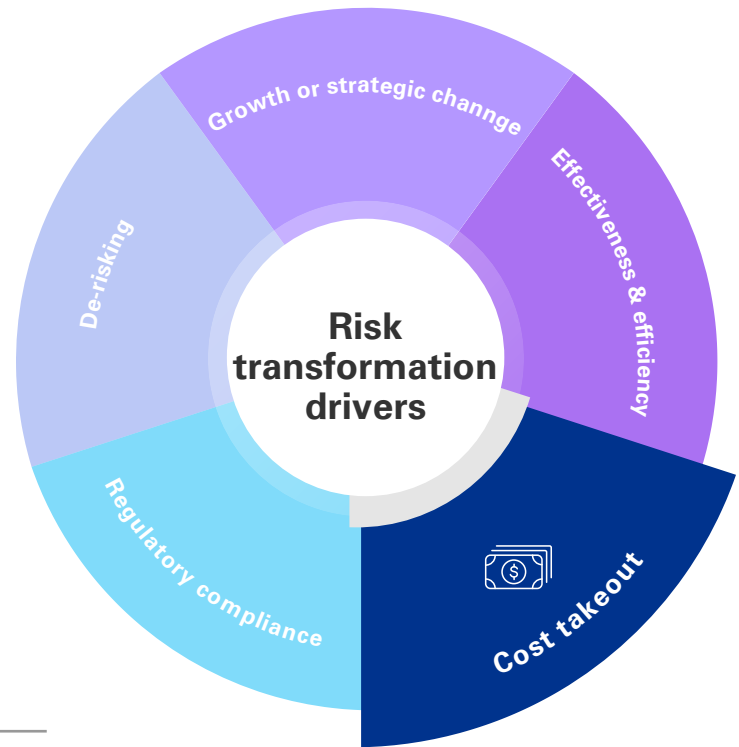 Growth or strategic channge
Effectiveness & efficiency
De-risking
Risk
transformation
drivers
Regulatory compliance
$
Cost takeout